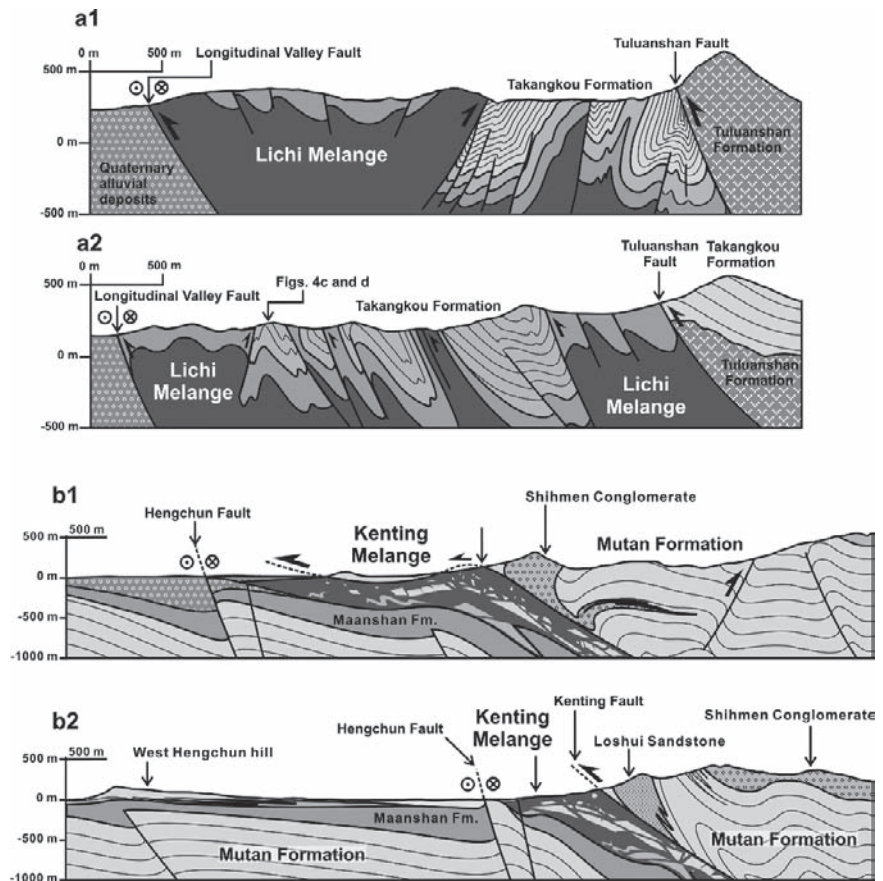 a1
0 m
500 m
Longitudinal Valley Fault
Tuluanshan Fault
500 m
Takangkou Formation
0 m
Lichi Melange
Tuluanshan
Formation
Quaternary
alluvial
deposits
-500 m
a2
0 m
500 m
Figs. 4c and d
Tuluanshan
Fault
Takangkou
Formation
500 m
Longitudinal Valley Fault
Takangkou Formation
0 m
Lichi
Melange
Lichi
Melange
Tuluanshan
Formation
-500 m
b1
Hengchun Fault
Shihmen Conglomerate
500 m
500 m
Kenting
Melange
Mutan Formation
0 m
-500 m
Maanshan Fm.
-1000 m
b2
Kenting Fault
Hengchun Fault
Kenting
Melange
Shihmen Conglomerate
500 m
500 m
West Hengchun hill
Loshui Sandstone
0 m
Maanshan Fm.
-500 m
Mutan Formation
Mutan Formation
-1000 m